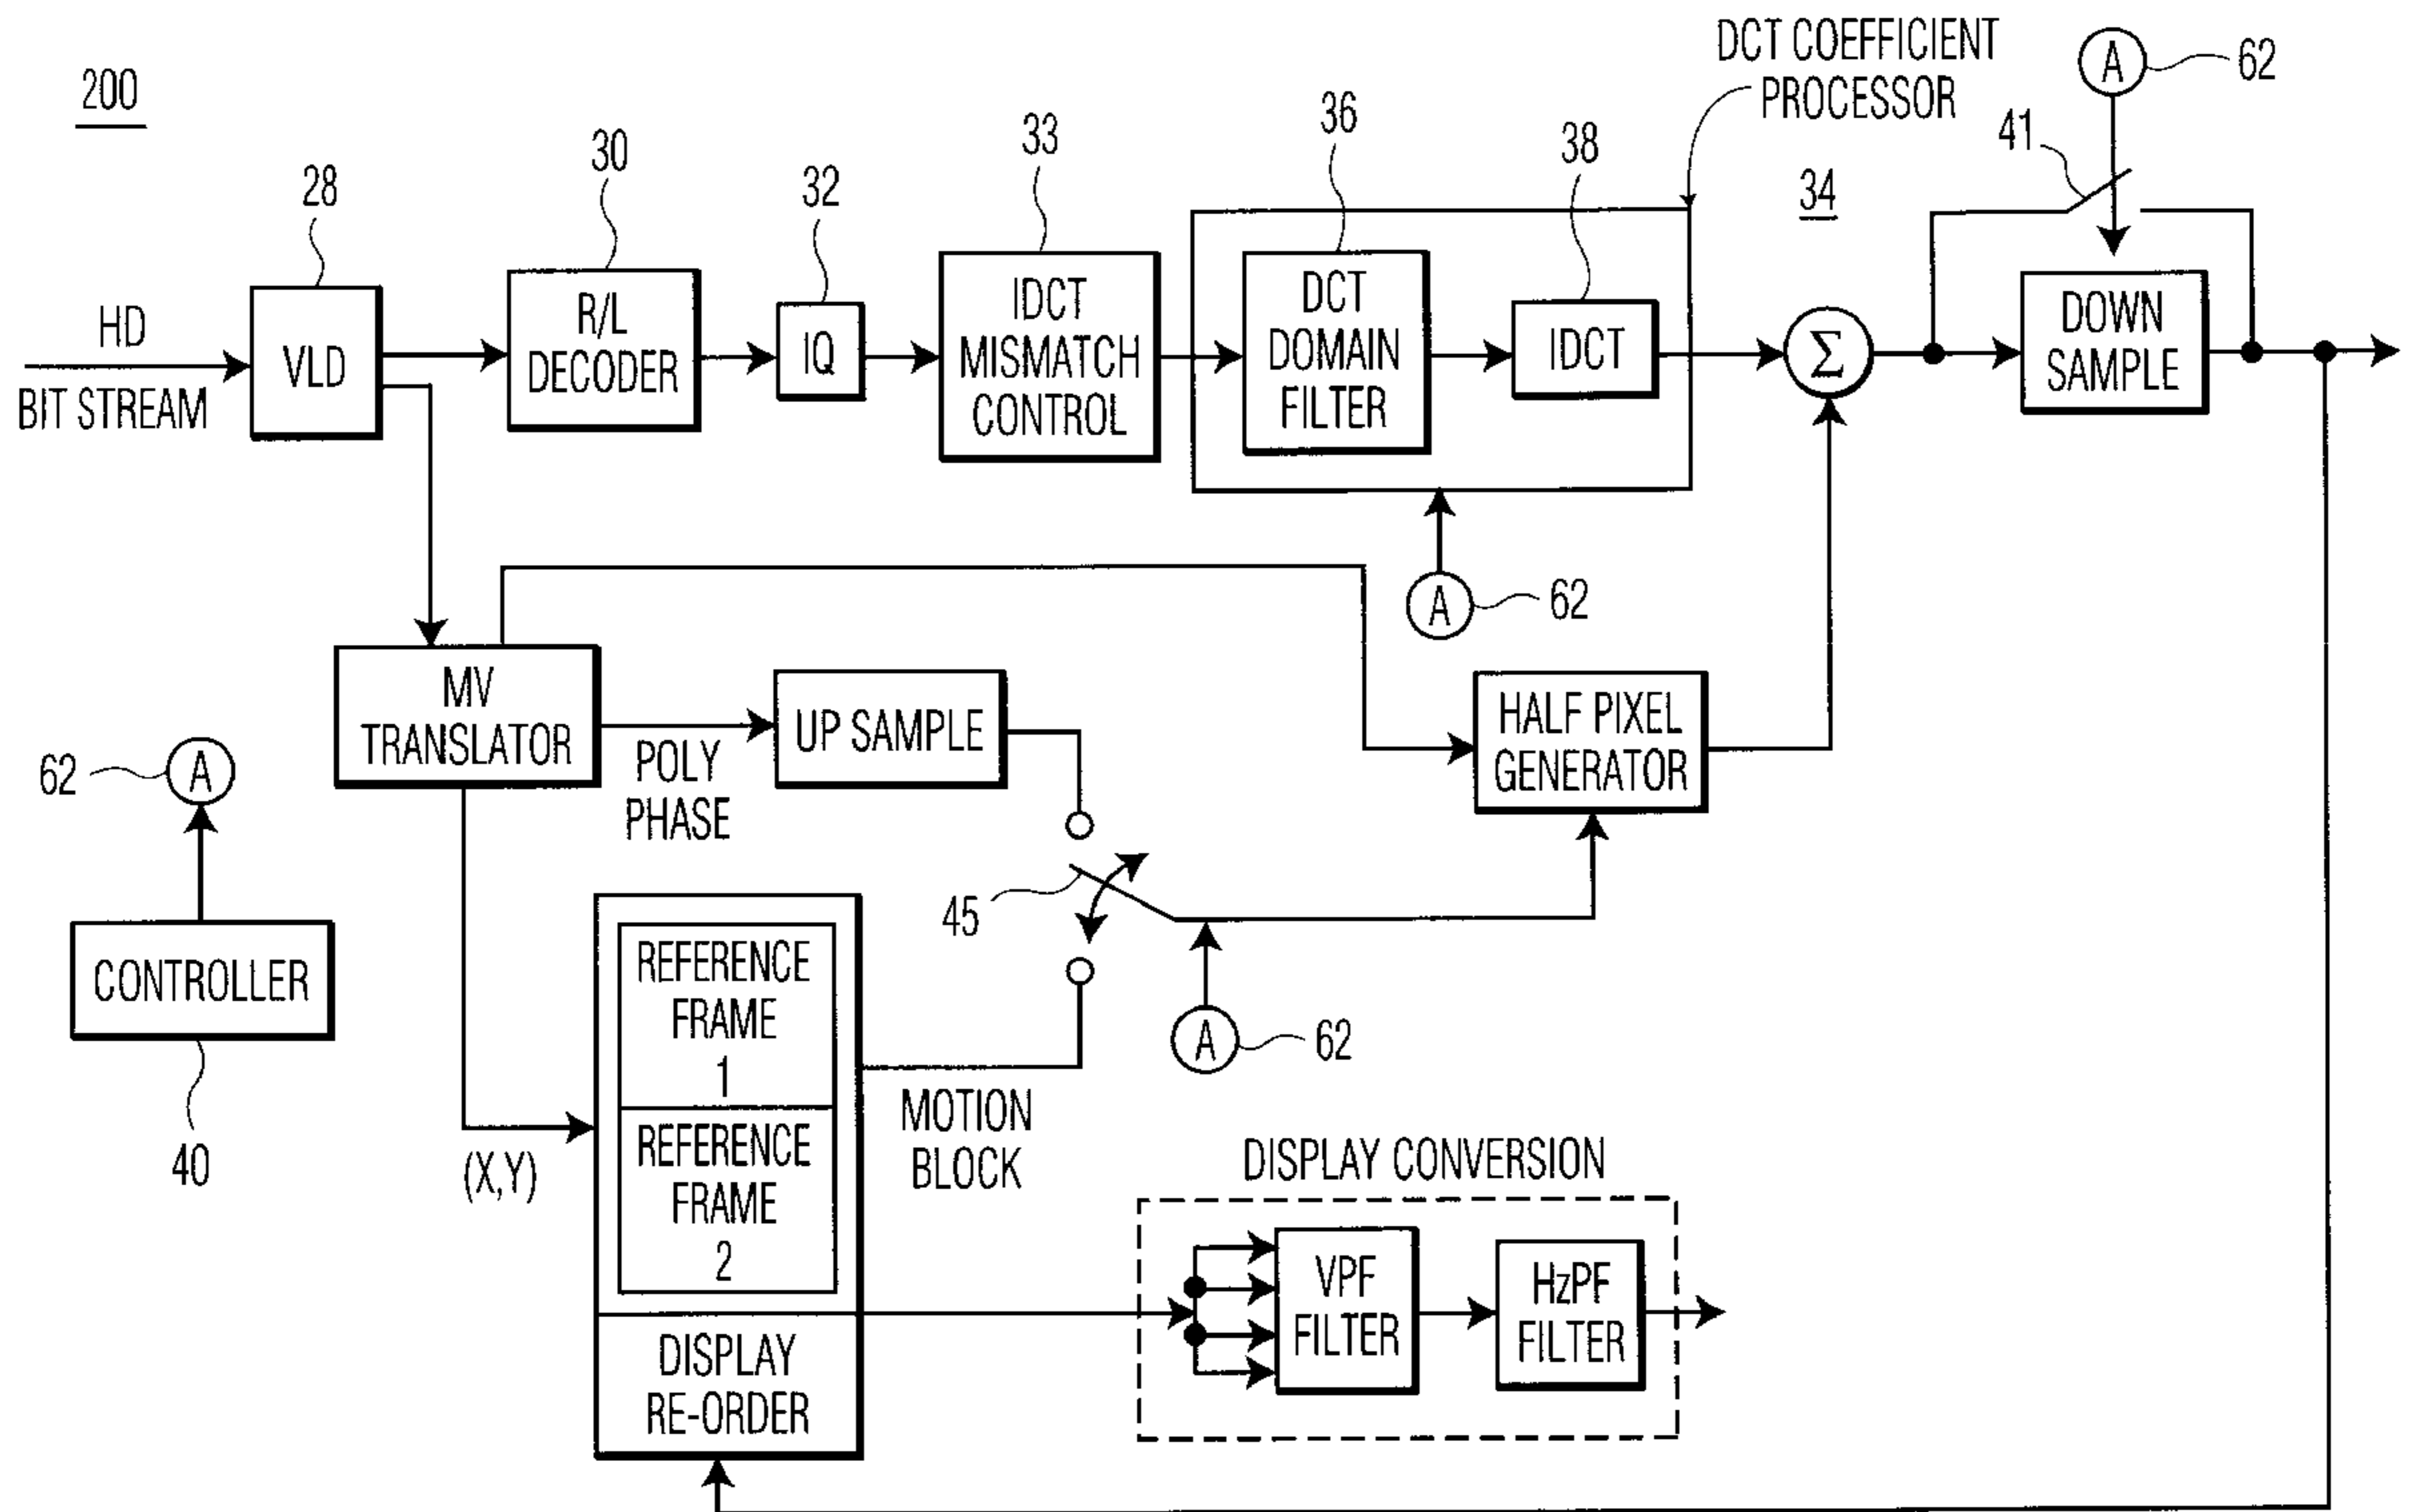 200
DCT COEFFICIENT
PROCESSOR
A
62
41
34
28
30
32
33
36
38
HD
BIT STREAM
VLD
R/L
DECODER
IQ
IDCT
MISMATCH
CONTROL
DCT
DOMAIN
FILTER
IDCT
Σ
DOWN
SAMPLE
A
62
MV
TRANSLATOR
POLY
PHASE
UP SAMPLE
HALF PIXEL
GENERATOR
62
A
CONTROLLER
40
45
A
62
(X,Y)
REFERENCE
FRAME
1
REFERENCE
FRAME
2
MOTION
BLOCK
DISPLAY
RE-ORDER
DISPLAY CONVERSION
VPF
FILTER
HzPF
FILTER